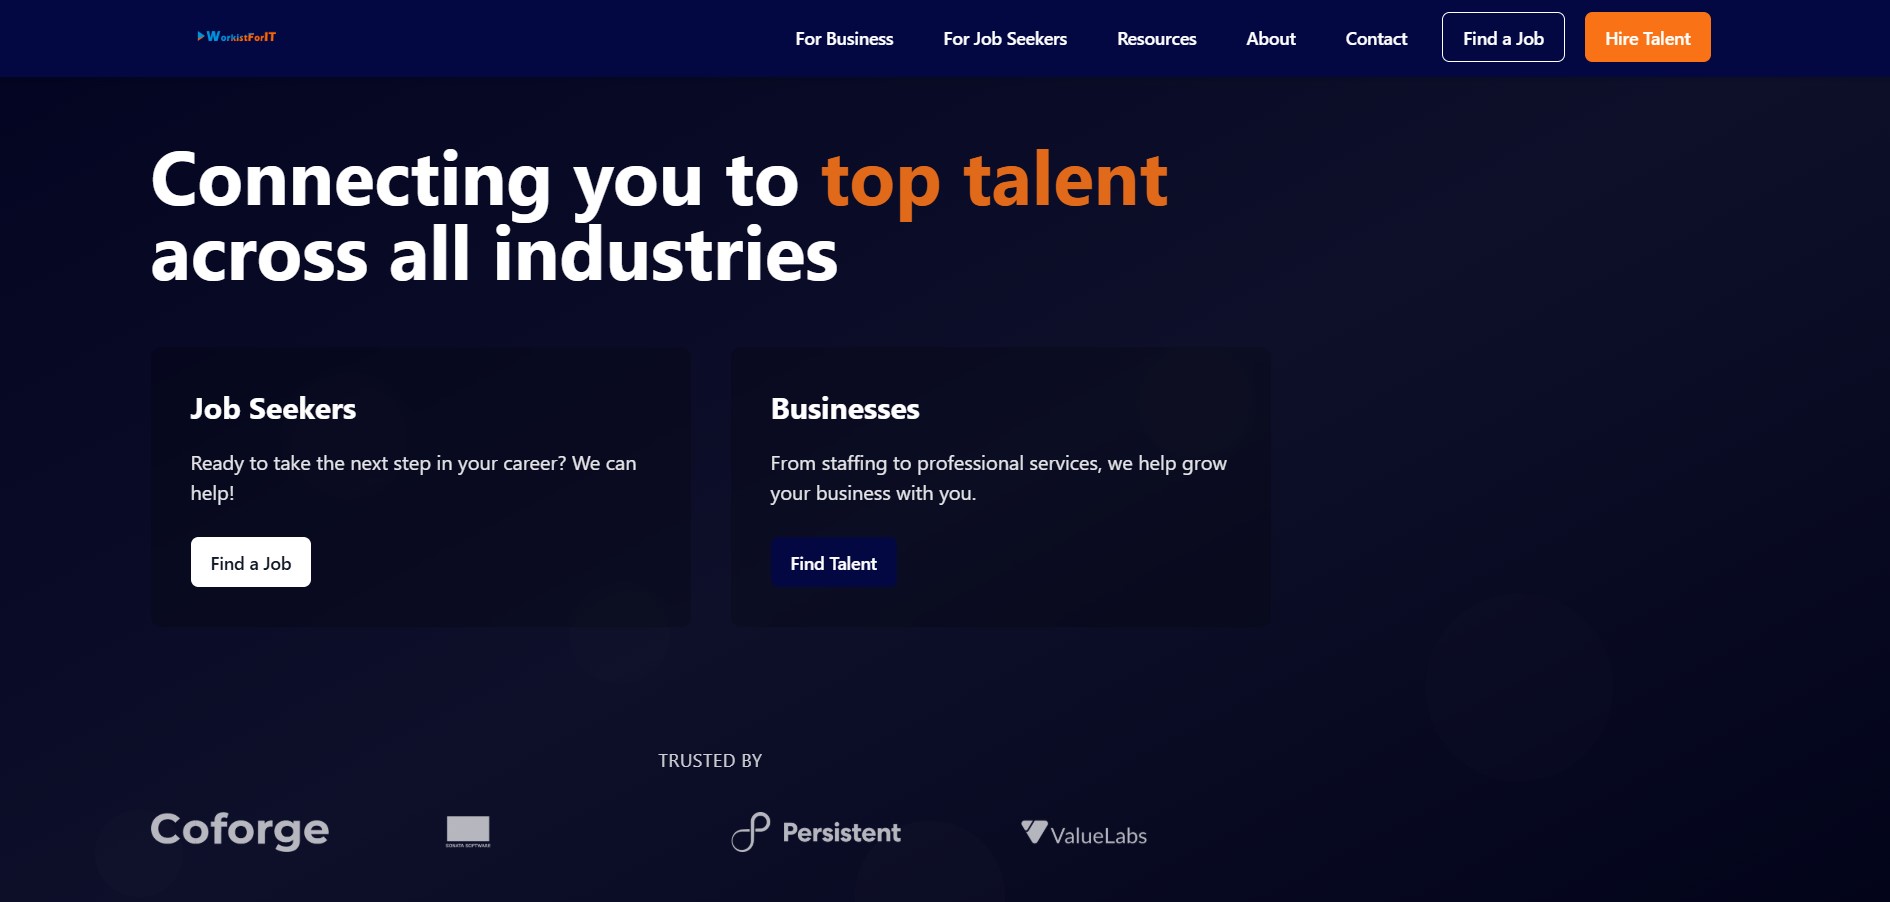 WorkistForIT
For Business
For Job Seekers
Resources
About
Contact
Find a Job
Hire Talent
Connecting you to top talent
across all industries
Job Seekers
Ready to take the next step in your career? We can
help!
Find a Job
Businesses
From staffing to professional services, we help grow
your business with you.
Find Talent
TRUSTED BY
Coforge
SONATA SOFTWARE
Persistent
ValueLabs